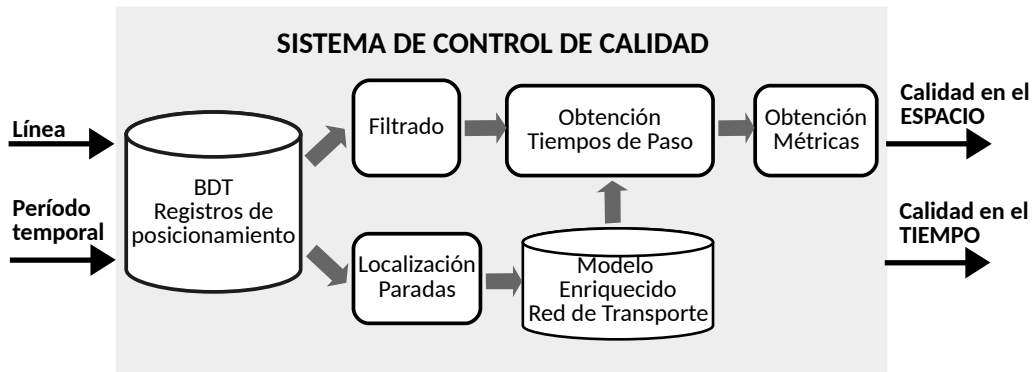 SISTEMA DE CONTROL DE CALIDAD
Línea
Período
temporal
BDT
Registros de
posicionamiento
Filtrado
Localización
Paradas
Obtención
Tiempos de Paso
Modelo
Enriquecido
Red de Transporte
Obtención
Métricas
Calidad en el
ESPACIO
Calidad en el
TIEMPO